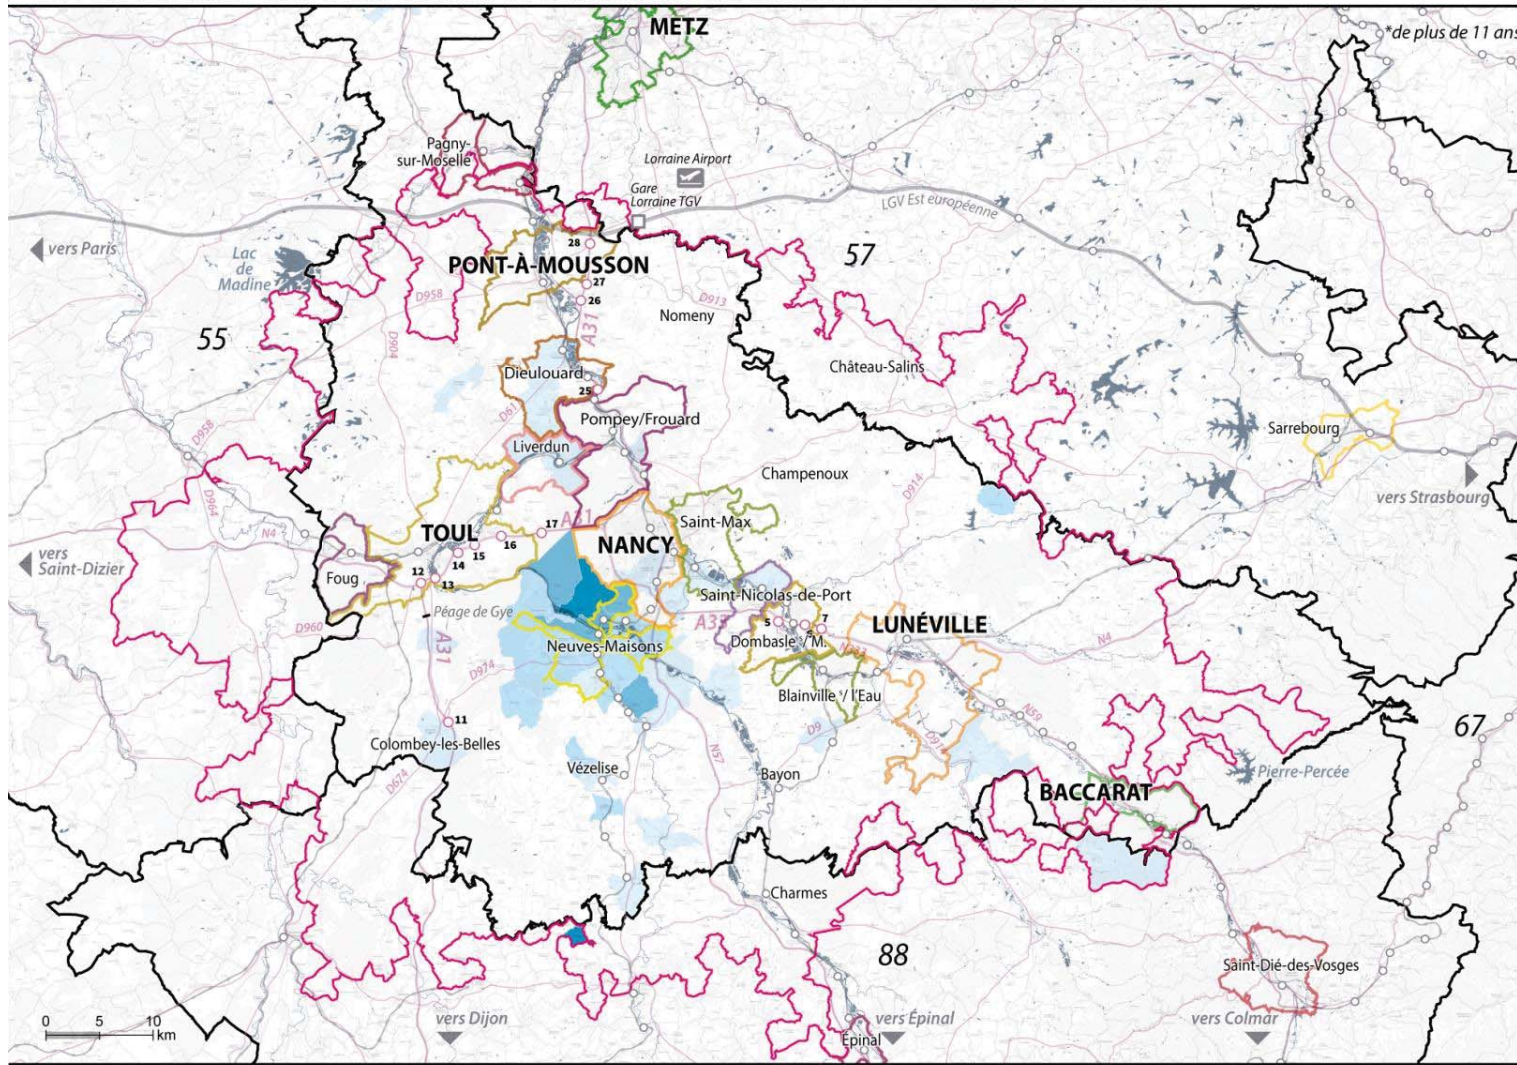 METZ
*de plus de 11 ans
Pagny-
sur-Moselle
Lorraine Airport
Gare
Lorraine TGV
LGV Est européenne
vers Paris
Lac
de
Madine
28
57
PONT-À-MOUSSON
27
26
D958
D913
A31
Nomeny
55
D904
Dieulouard
Château-Salins
25
D61
Pompey/Frouard
D958
Sarrebourg
Liverdun
Champenoux
D914
vers Strasbourg
D964
N4
TOUL
17
A31
Saint-Max
16
NANCY
15
14
vers
Saint-Dizier
Foug
12
13
Saint-Nicolas-de-Port
Péage de Gye
A33
5
7
LUNÉVILLE
D960
Dombasle s/ M.
N333
N4
Neuves-Maisons
A31
D974
Blainville s/ l'Eau
N59
11
D9
D914
67
Colombey-les-Belles
N57
Vézelise
Bayon
Pierre-Percée
D674
BACCARAT
Charmes
88
Saint-Dié-des-Vosges
0
5
10
km
vers Dijon
vers Épinal
vers Colmar
Épinal